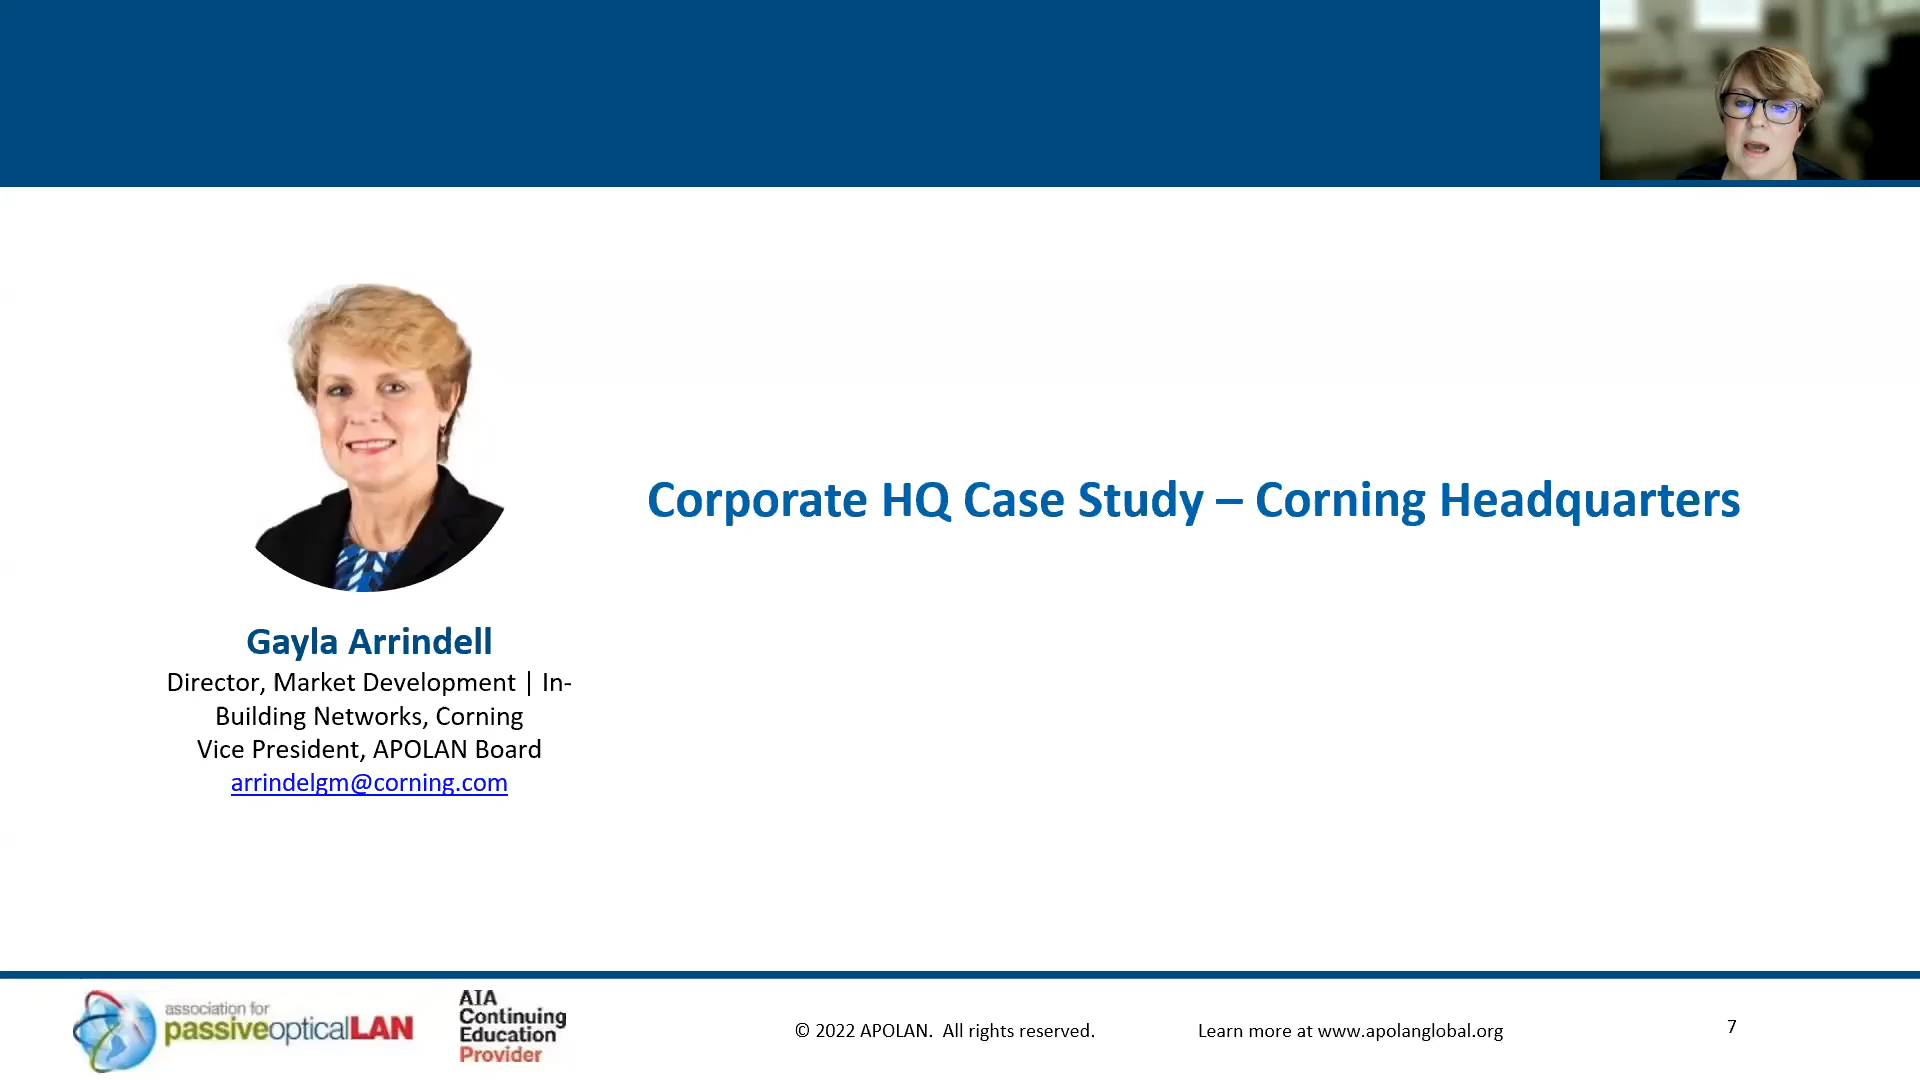 Corporate HQ Case Study – Corning Headquarters
Gayla Arrindell
Director, Market Development | In-
Building Networks, Corning
Vice President, APOLAN Board
arrindelgm@corning.com
association for
passiveopticalLAN
AIA
Continuing
Education
Provider
© 2022 APOLAN.  All rights reserved.
Learn more at www.apolanglobal.org
7